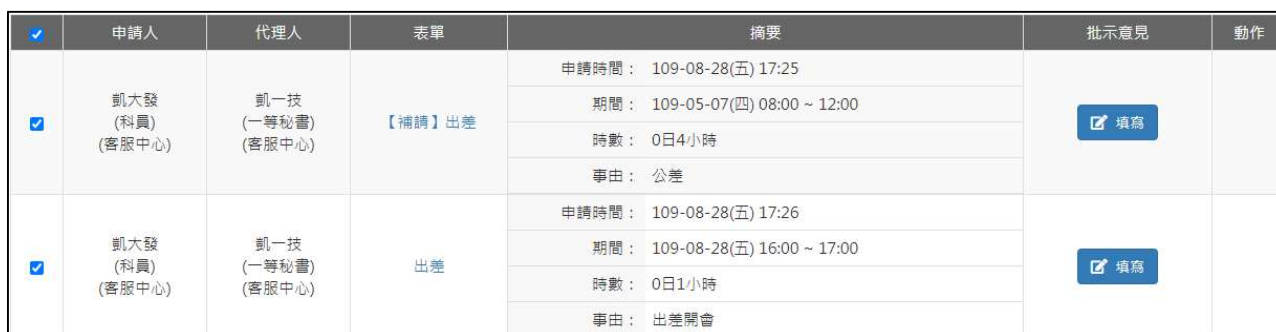 申請人 代理人 表單 摘要 批示意見 動作
凱大發
(科員)
(客服中心)
凱一技
(一等秘書)
(客服中心)
【補請】出差
申請時間： 109-08-28(五) 17:25
期間： 109-05-07(四) 08:00 ~ 12:00
時數： 0日4小時
事由： 公差
填寫
凱大發
(科員)
(客服中心)
凱一技
(一等秘書)
(客服中心)
出差
申請時間： 109-08-28(五) 17:26
期間： 109-08-28(五) 16:00 ~ 17:00
時數： 0日1小時
事由： 出差開會
填寫